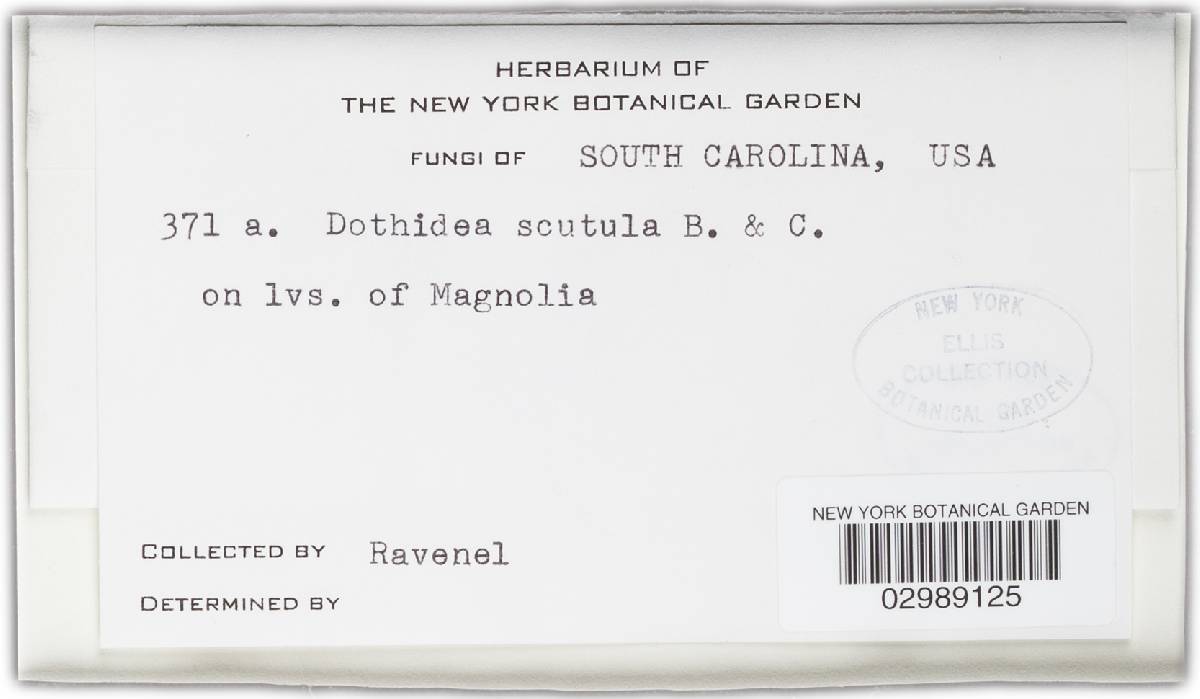 HERBARIUM OF
THE NEW YORK BOTANICAL GARDEN
FUNGI OF SOUTH CAROLINA, USA
371 a. Dothidea scutula B. & C.
on lvs. of Magnolia
NEW YORK
ELLIS
COLLECTION
BOTANICAL GARDEN
NEW YORK BOTANICAL GARDEN
02989125
COLLECTED BY Ravenel
DETERMINED BY